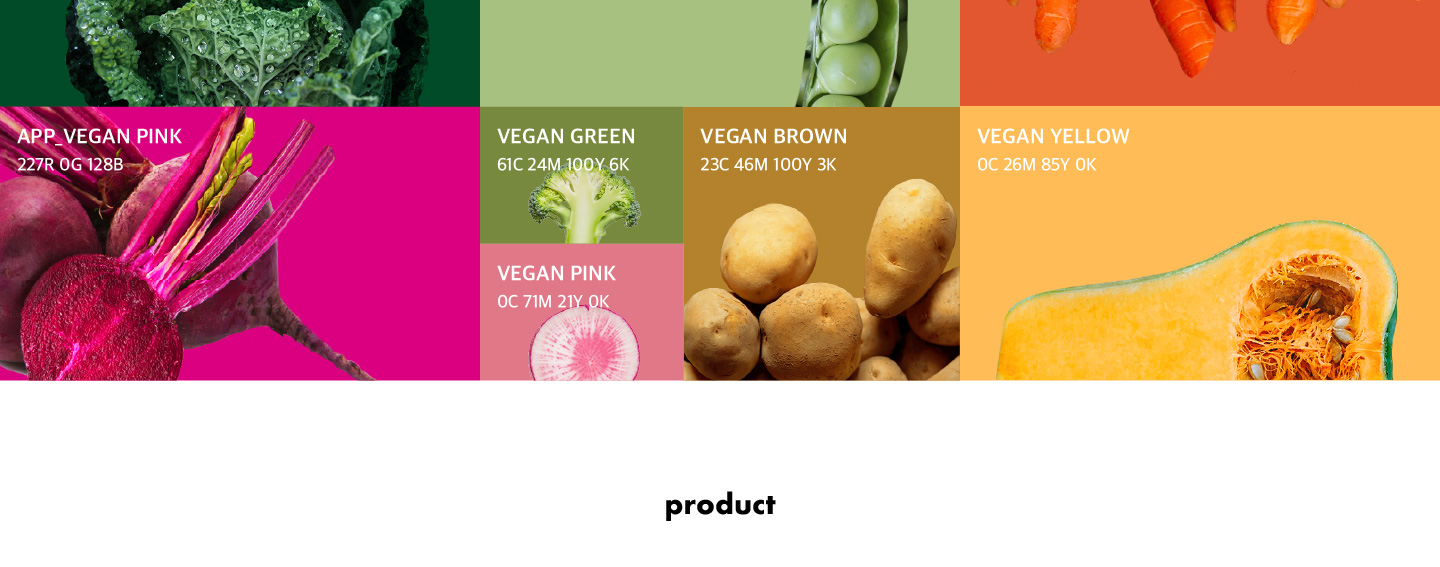 APP_VEGAN PINK
227R 0G 128B
VEGAN GREEN
61C 24M 100Y 6K
VEGAN PINK
0C 71M 21Y 0K
VEGAN BROWN
23C 46M 100Y 3K
VEGAN YELLOW
0C 26M 85Y 0K
product